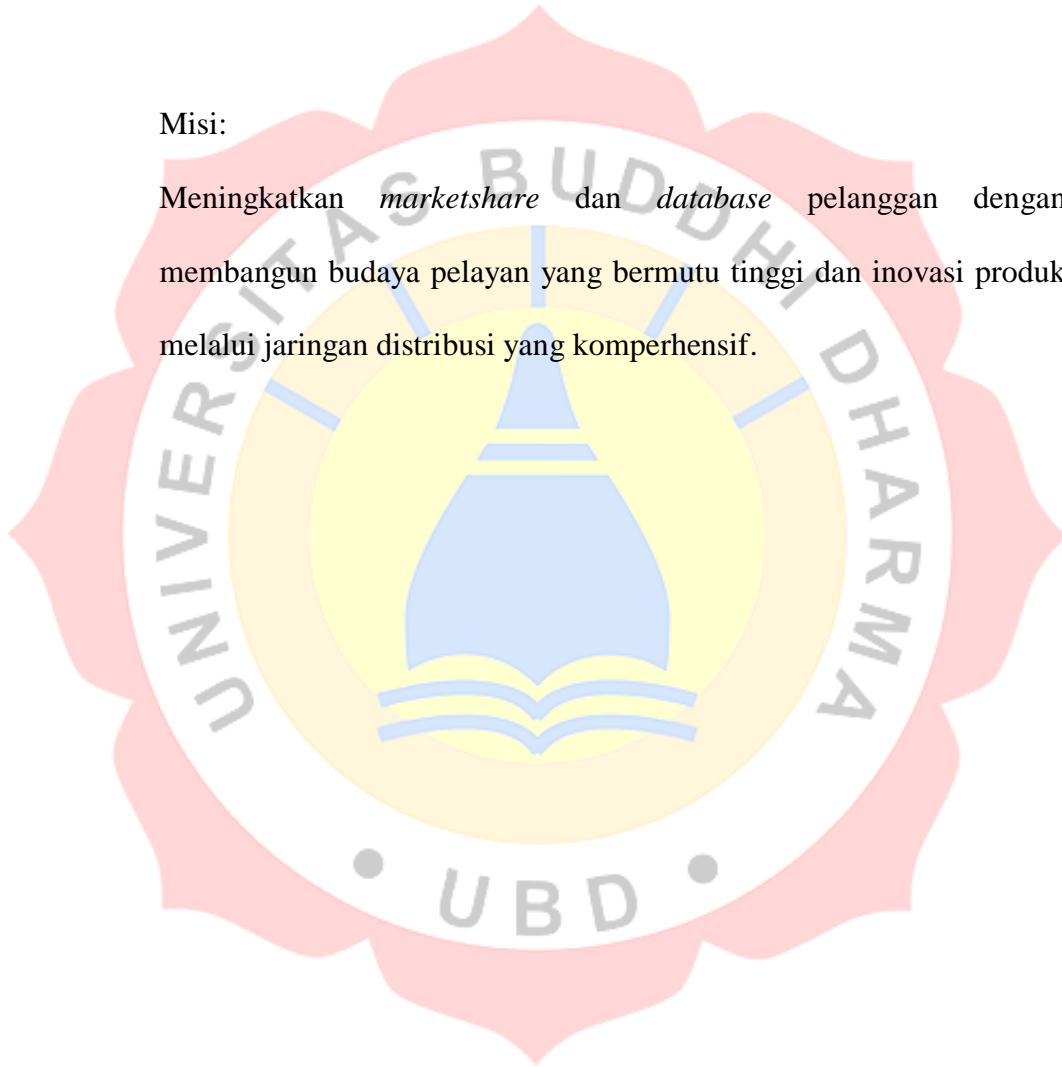 Misi:
Meningkatkan marketshare dan database pelanggan dengan
membangun budaya pelayan yang bermutu tinggi dan inovasi produk
melalui jaringan distribusi yang komperhensif.
UNIVERSITAS BUDDHI DHARMA
• UBD •